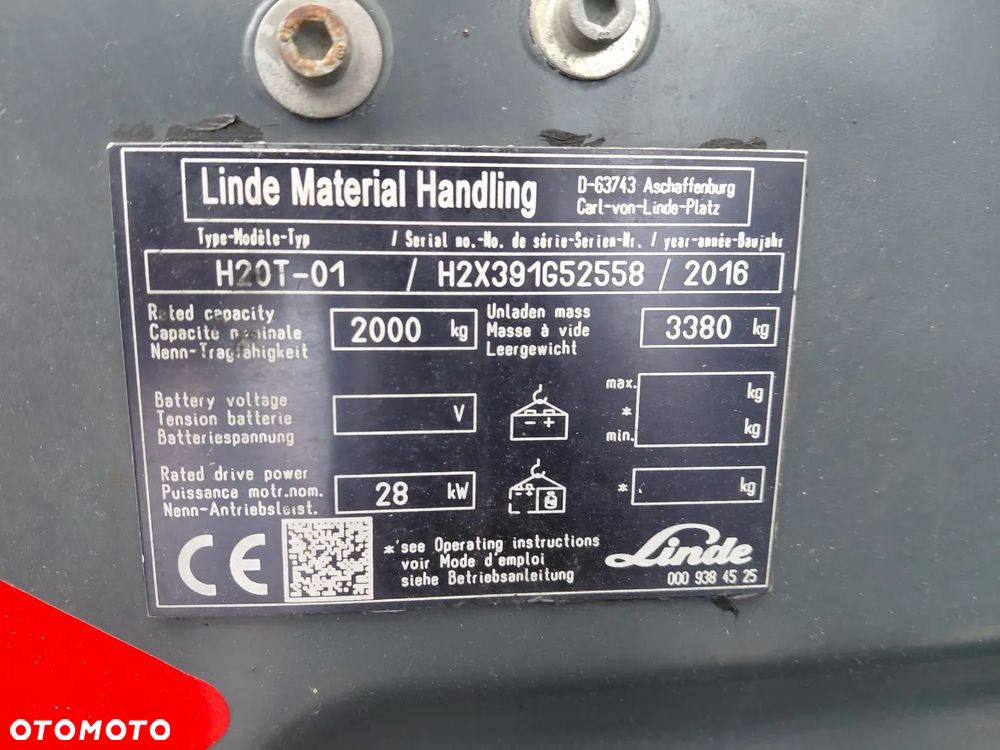 Linde Material Handling
D-63743 Aschaffenburg
Carl-von-Linde-Platz
Type-Modèle-Typ / Serial no.-No. de série-Serien-Nr. / year-année-Baujahr
H20T-01 / H2X391G52558 / 2016
Rated capacity
Capacité nominale
Nenn-Tragfähigkeit
2000 kg
Unladen mass
Masse à vide
Leergewicht
3380 kg
Battery voltage
Tension batterie
Batteriespannung
V
- +
max. kg
*
min. kg
Rated drive power
Puissance motr.nom.
Nenn-Antriebsleist.
28 kW
- +
* kg
CE
*see Operating instructions
voir Mode d'emploi
siehe Betriebsanleitung
Linde
000 938 45 25
OTOMOTO